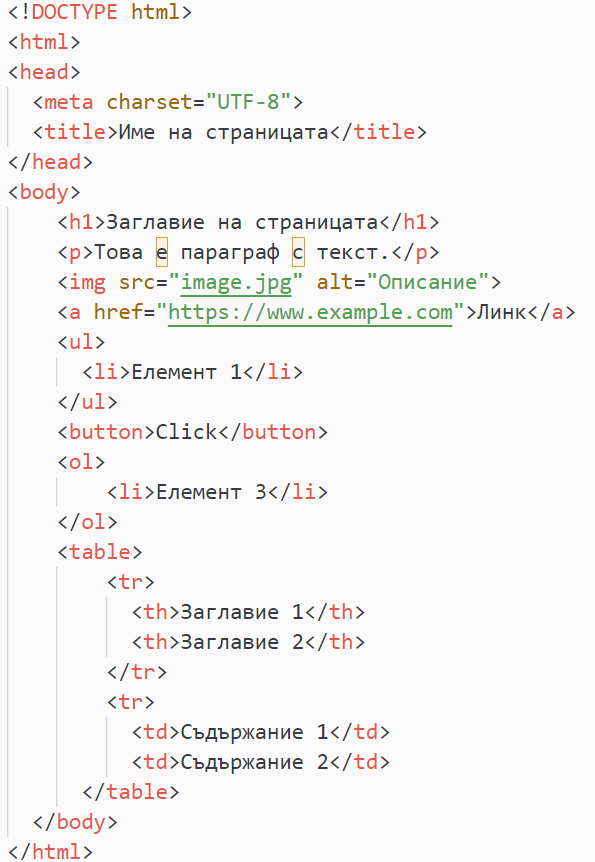 <!DOCTYPE html>
<html>
<head>
<meta charset="UTF-8">
<title>Име на страницата</title>
</head>
<body>
<h1>Заглавие на страницата</h1>
<p>Това е параграф с текст.</p>
<img src="image.jpg" alt="Описание">
<a href="https://www.example.com">Линк</a>
<ul>
<li>Елемент 1</li>
</ul>
<button>Click</button>
<ol>
<li>Елемент 3</li>
</ol>
<table>
<tr>
<th>Заглавие 1</th>
<th>Заглавие 2</th>
</tr>
<tr>
<td>Съдържание 1</td>
<td>Съдържание 2</td>
</table>
</body>
</html>